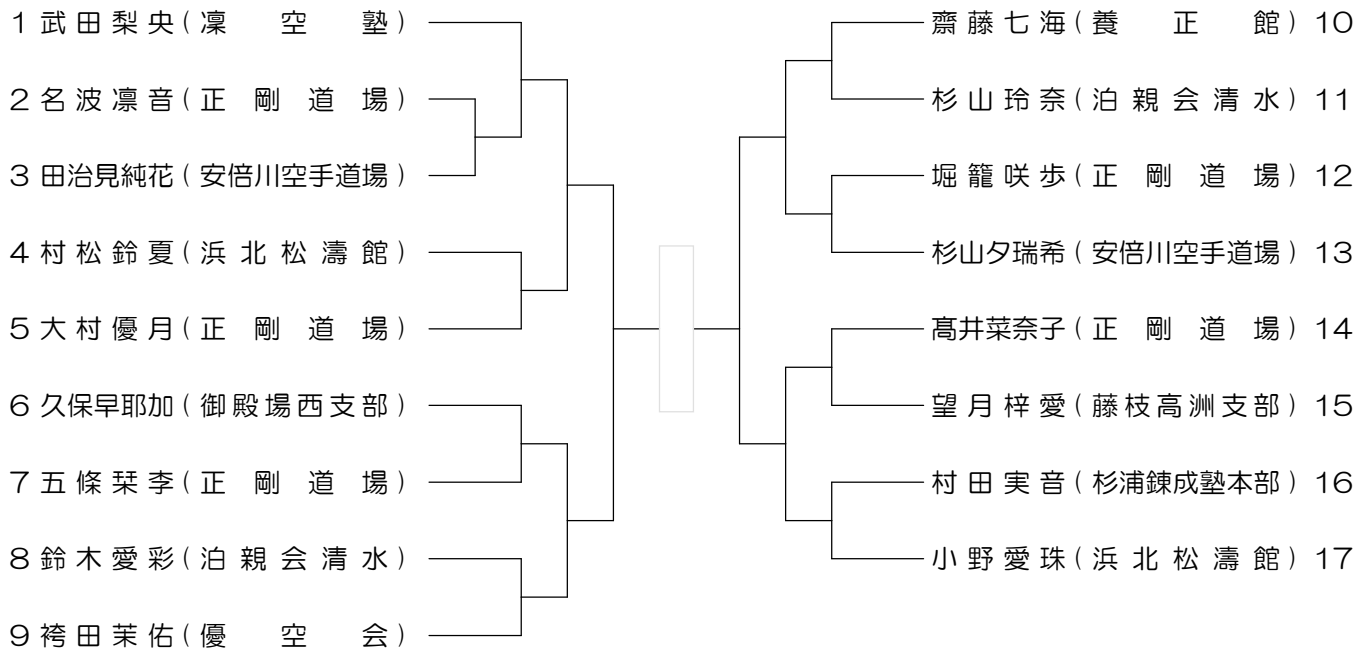 1 武田梨央(凜空塾)
2 名波凛音(正剛道場)
3 田治見純花(安倍川空手道場)
4 村松鈴夏(浜北松濤館)
5 大村優月(正剛道場)
6 久保早耶加(御殿場西支部)
7 五條栞李(正剛道場)
8 鈴木愛彩(泊親会清水)
9 袴田茉佑(優空会)
齋藤七海(養正館) 10
杉山玲奈(泊親会清水) 11
堀籠咲歩(正剛道場) 12
杉山夕瑞希(安倍川空手道場) 13
髙井菜奈子(正剛道場) 14
望月梓愛(藤枝高洲支部) 15
村田実音(杉浦錬成塾本部) 16
小野愛珠(浜北松濤館) 17